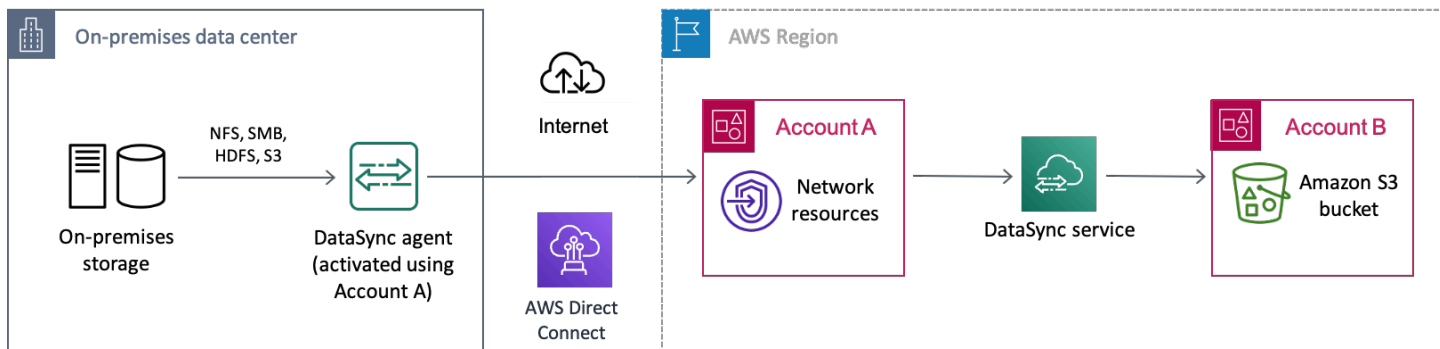 On-premises data center
AWS Region
NFS, SMB,
HDFS, S3
On-premises
storage
DataSync agent
(activated using
Account A)
Internet
AWS Direct
Connect
Account A
Network
resources
DataSync service
Account B
Amazon S3
bucket